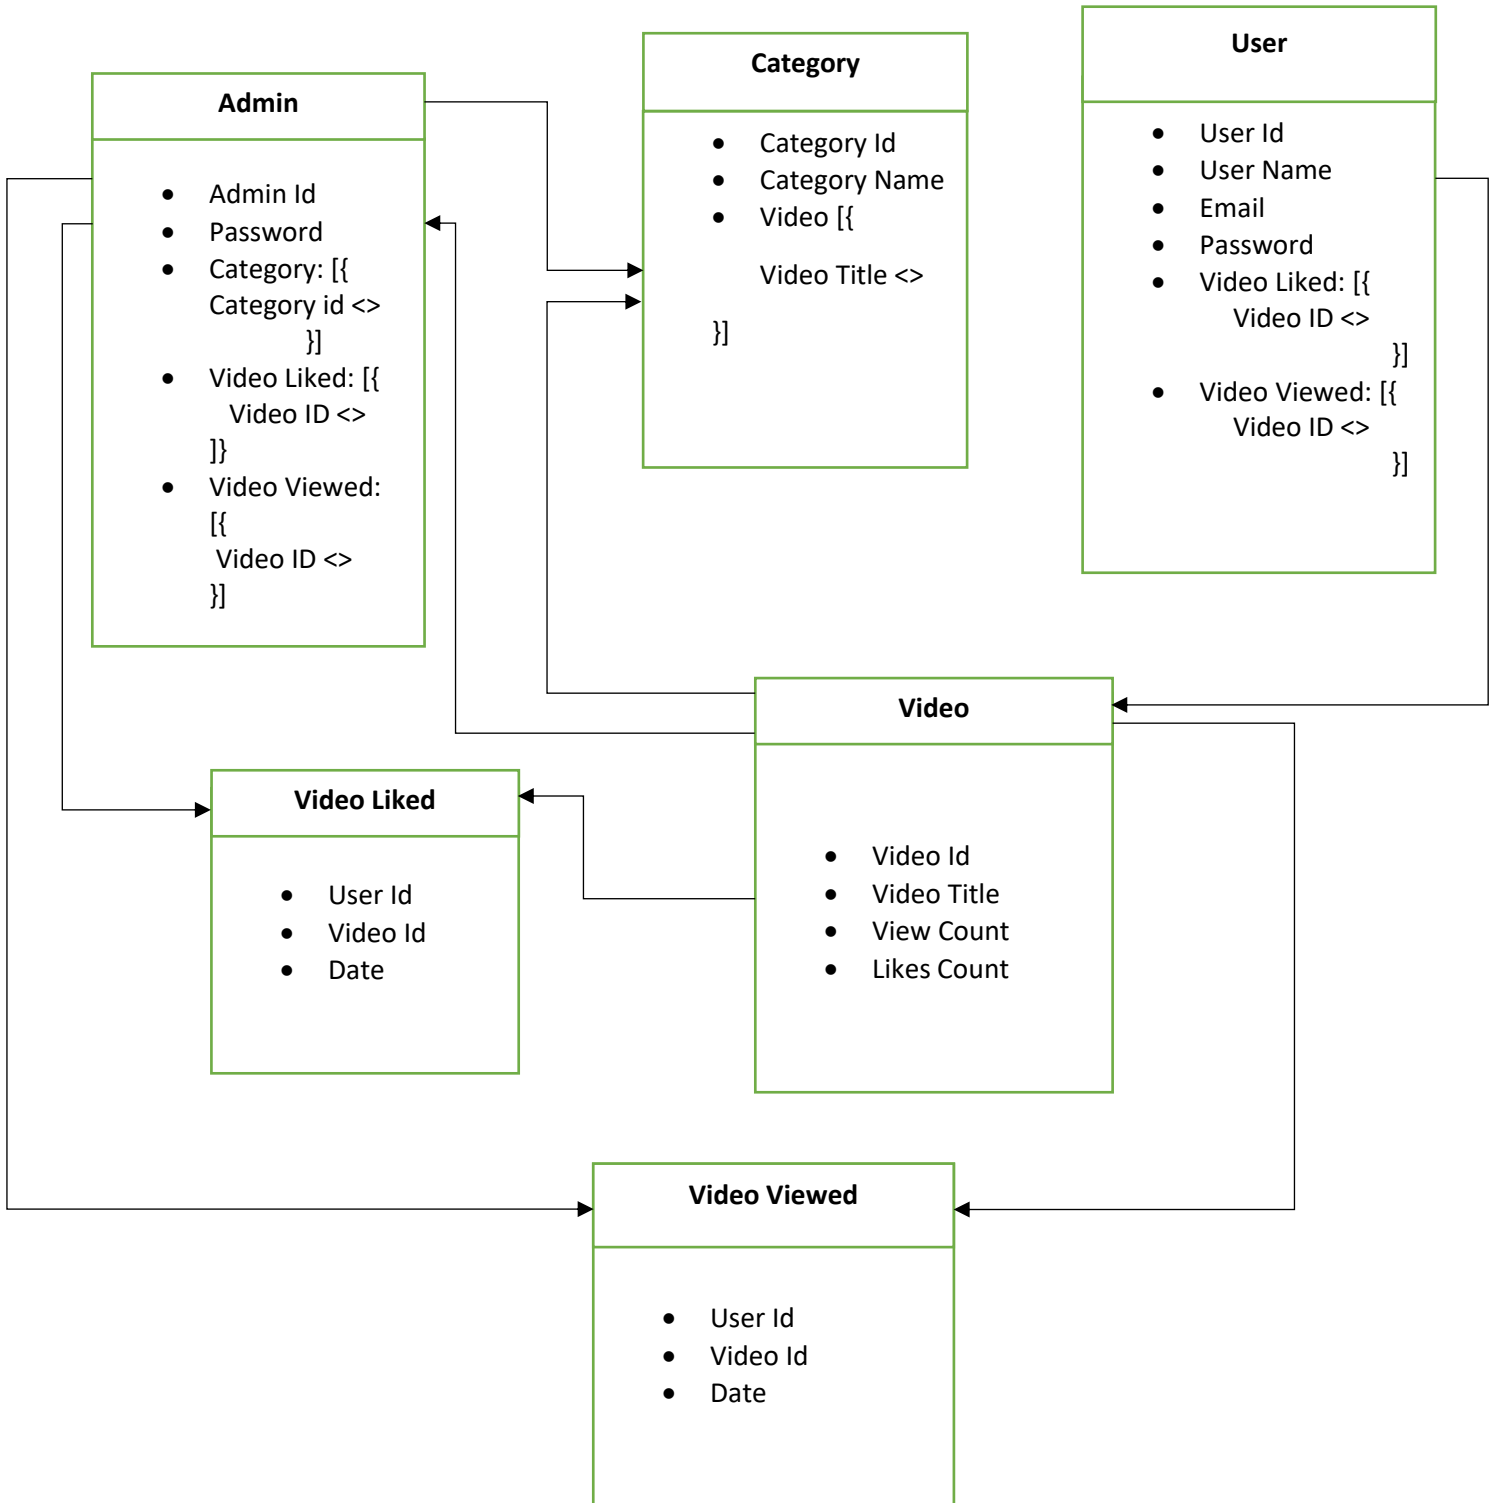 Admin
• Admin Id
• Password
• Category: [{
Category id <>
}]
• Video Liked: [{
Video ID <>
]}
• Video Viewed:
[{
Video ID <>
}]
Category
• Category Id
• Category Name
• Video [{
Video Title <>
}]
User
• User Id
• User Name
• Email
• Password
• Video Liked: [{
Video ID <>
}]
• Video Viewed: [{
Video ID <>
}]
Video Liked
• User Id
• Video Id
• Date
Video
• Video Id
• Video Title
• View Count
• Likes Count
Video Viewed
• User Id
• Video Id
• Date